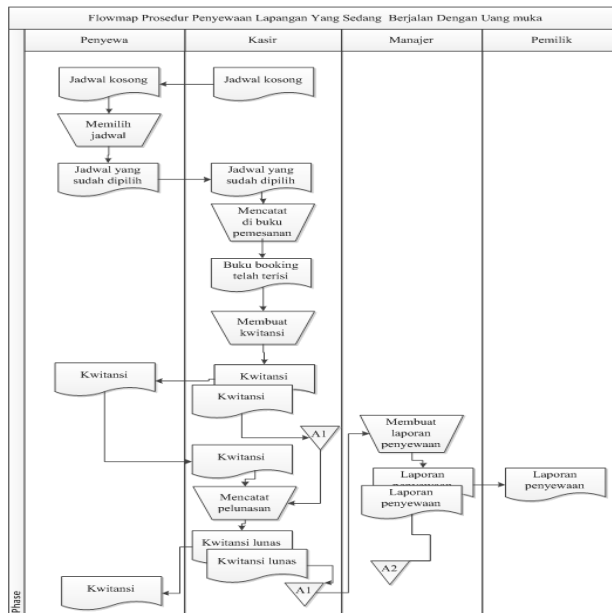 Flowmap Prosedur Penyewaan Lapangan Yang Sedang Berjalan Dengan Uang muka
Penyewa
Kasir
Manajer
Pemilik
Jadwal kosong
Jadwal kosong
Memilih
jadwal
Jadwal yang
sudah dipilih
Jadwal yang
sudah dipilih
Mencatat
di buku
pemesanan
Buku booking
telah terisi
Membuat
kwitansi
Kwitansi
Kwitansi
Kwitansi
A1
Membuat
laporan
penyewaan
Kwitansi
Laporan
penyewaan
Laporan
penyewaan
Laporan
penyewaan
Mencatat
pelunasan
Kwitansi lunas
Kwitansi lunas
A2
Kwitansi
A1
Phase